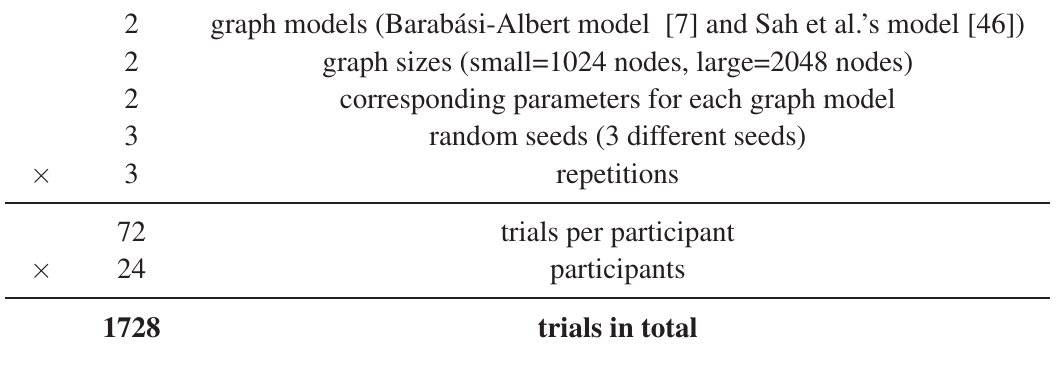 2 graph models (Barabási-Albert model [7] and Sah et al.’s model [46])
2 graph sizes (small=1024 nodes, large=2048 nodes)
2 corresponding parameters for each graph model
3 random seeds (3 different seeds)
× 3 repetitions
72 trials per participant
× 24 participants
1728 trials in total